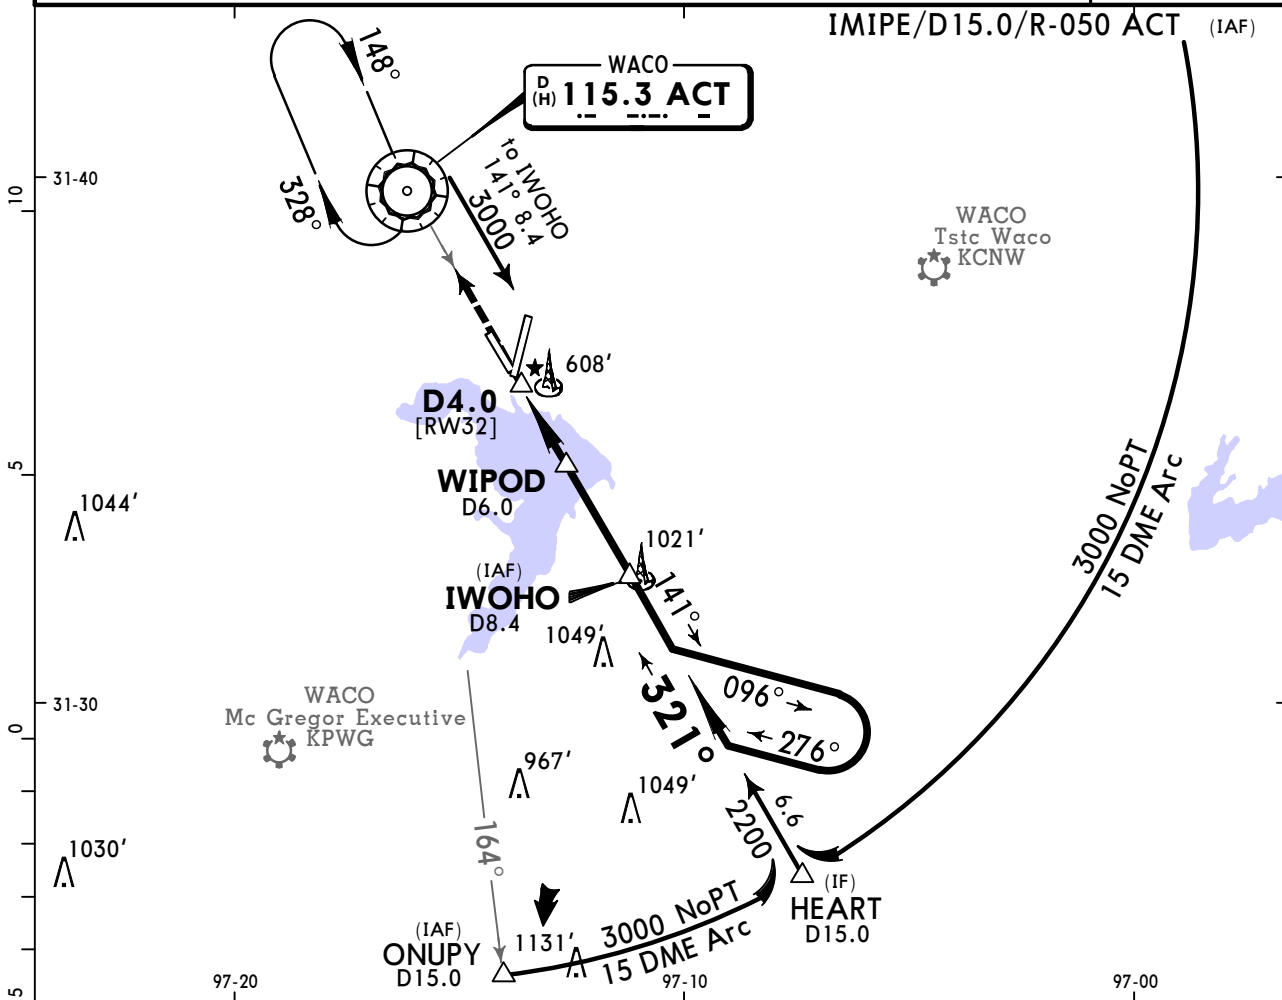 IMIPE/D15.0/R-050 ACT (IAF)
148°
WACO
D
(H) 115.3 ACT
to IWOHO
141° 8.4
3000
328°
10
31-40
WACO
Tstc Waco
KCNW
608'
D4.0
[RW32]
WIPOD
D6.0
5
1044'
3000 NoPT
15 DME Arc
1021'
(IAF)
IWOHO
D8.4
141°
1049'
31-30
0
WACO
Mc Gregor Executive
KPWG
321°
096°
276°
967'
1049'
6.6
2200
164°
1030'
(IF)
HEART
D15.0
3000 NoPT
15 DME Arc
(IAF)
ONUPY
D15.0
1131'
5
97-20
97-10
97-00